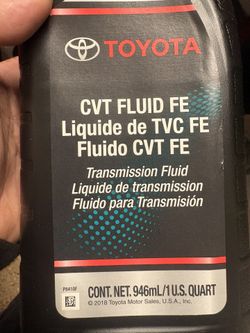 TOYOTA
CVT FLUID FE
Liquide de TVC FE
Fluido CVT FE
Transmission Fluid
Liquide de transmission
Fluido para Transmisión
CONT. NET. 946mL/1 U.S. QUART
© 2018 Toyota Motor Sales, U.S.A., Inc.